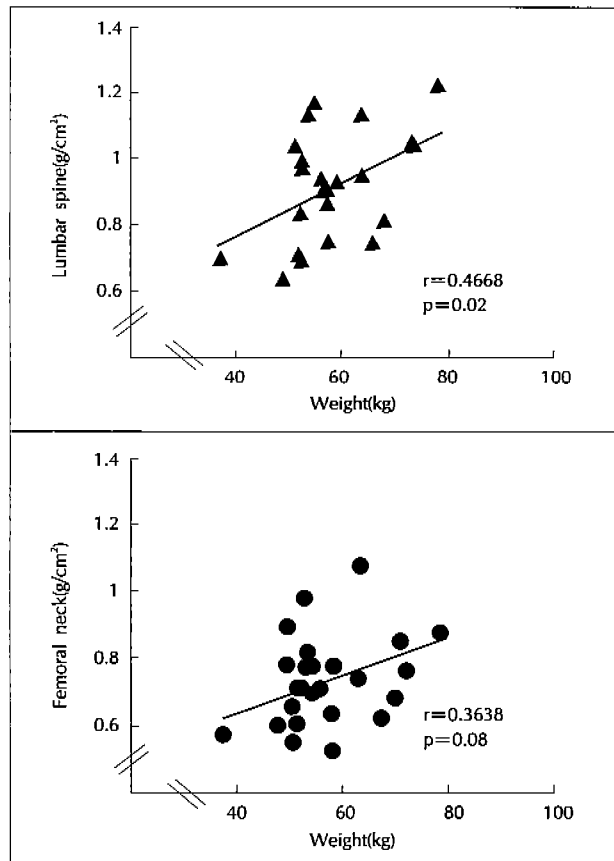 1.4
1.2
1
0.8
0.6
Lumbar spine(g/cm²)
r=0.4668
p=0.02
40
60
80
100
Weight(kg)
1.4
1.2
1
0.8
0.6
Femoral neck(g/cm²)
r=0.3638
p=0.08
40
60
80
100
Weight(kg)